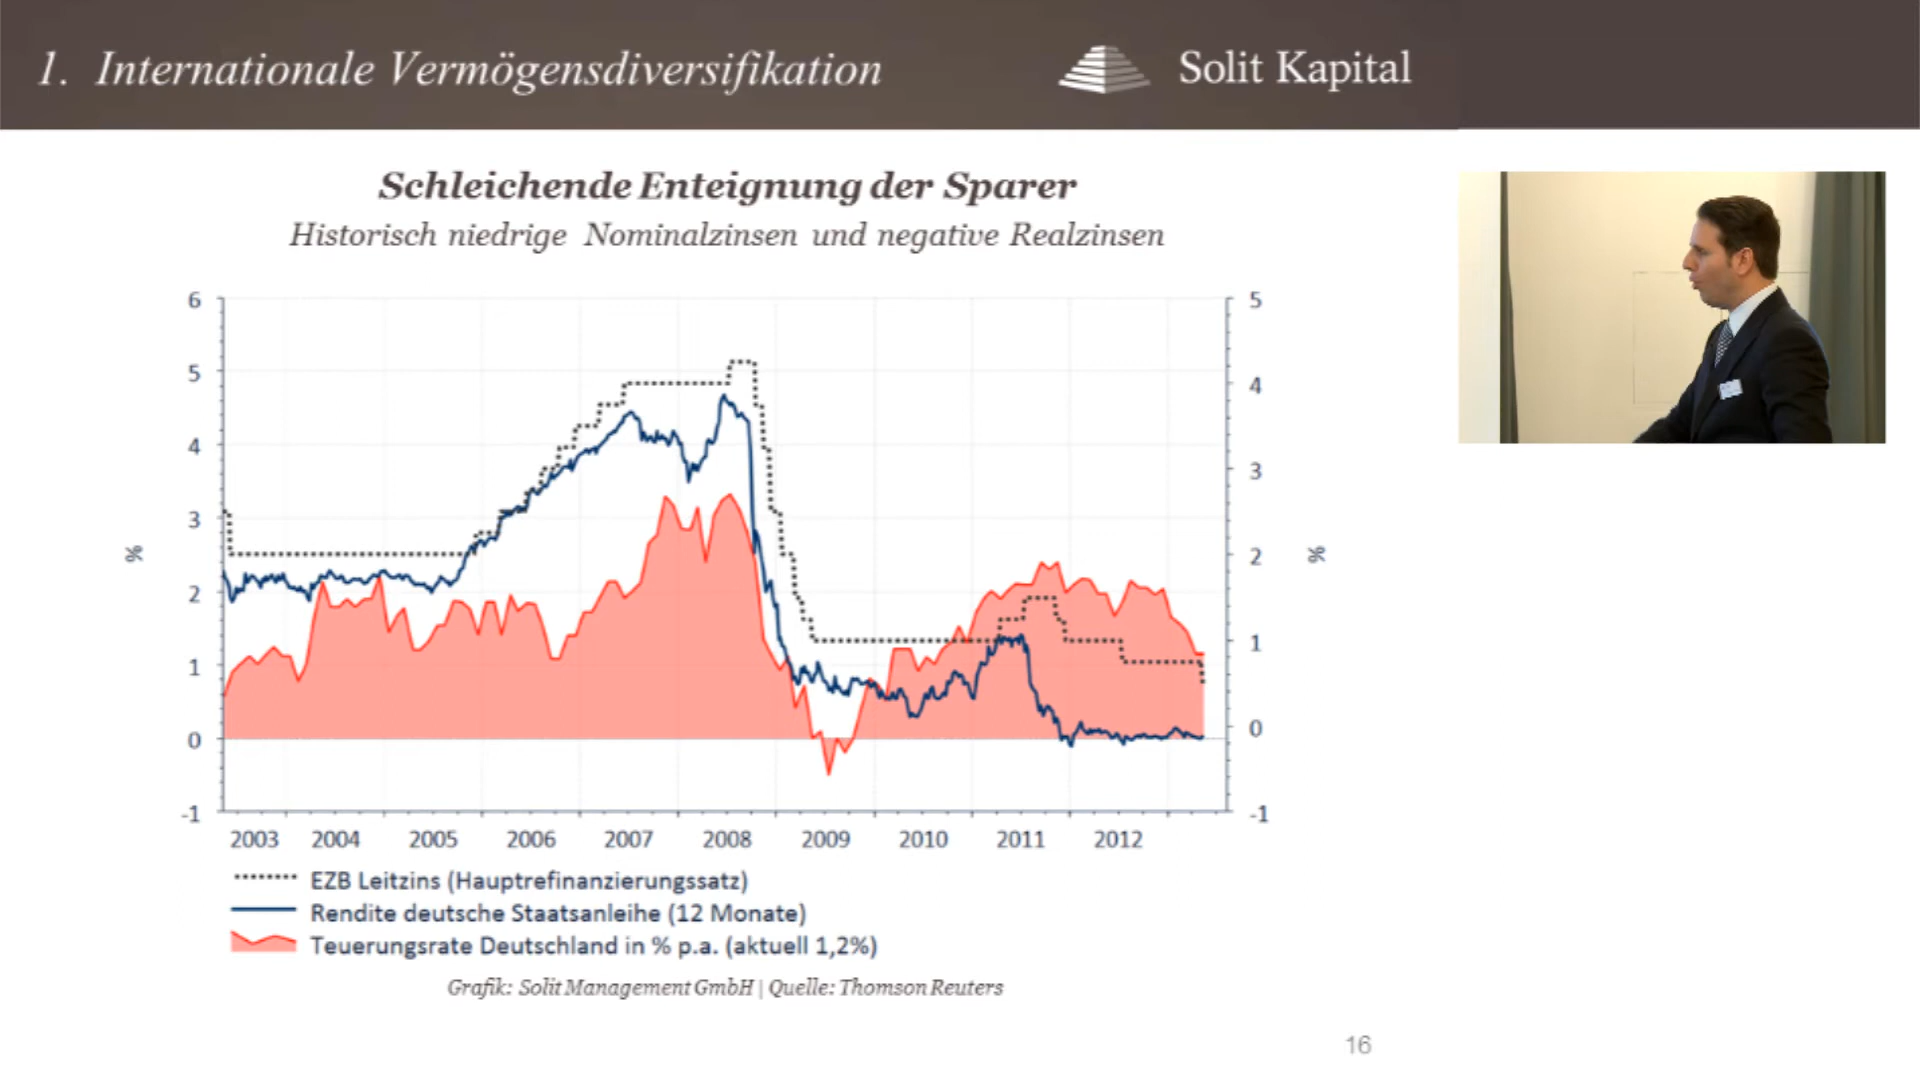 1. Internationale Vermögensdiversifikation
Solit Kapital
Schleichende Enteignung der Sparer
Historisch niedrige Nominalzinsen und negative Realzinsen
6
5
4
3
2
1
0
-1
%
5
4
3
2
1
0
-1
%
2003 2004 2005 2006 2007 2008 2009 2010 2011 2012
EZB Leitzins (Hauptrefinanzierungssatz)
Rendite deutsche Staatsanleihe (12 Monate)
Teuerungsrate Deutschland in % p.a. (aktuell 1,2%)
Grafik: Solit Management GmbH | Quelle: Thomson Reuters
16